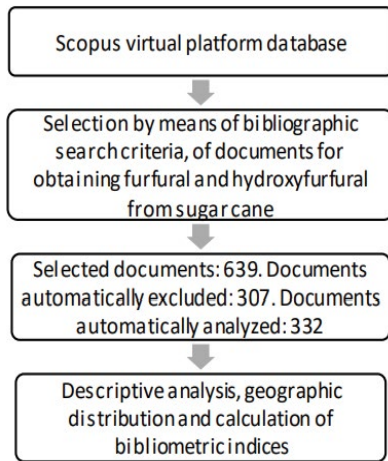 Scopus virtual platform database
Selection by means of bibliographic
search criteria, of documents for
obtaining furfural and hydroxyfurfural
from sugar cane
Selected documents: 639. Documents
automatically excluded: 307. Documents
automatically analyzed: 332
Descriptive analysis, geographic
distribution and calculation of
bibliometric indices